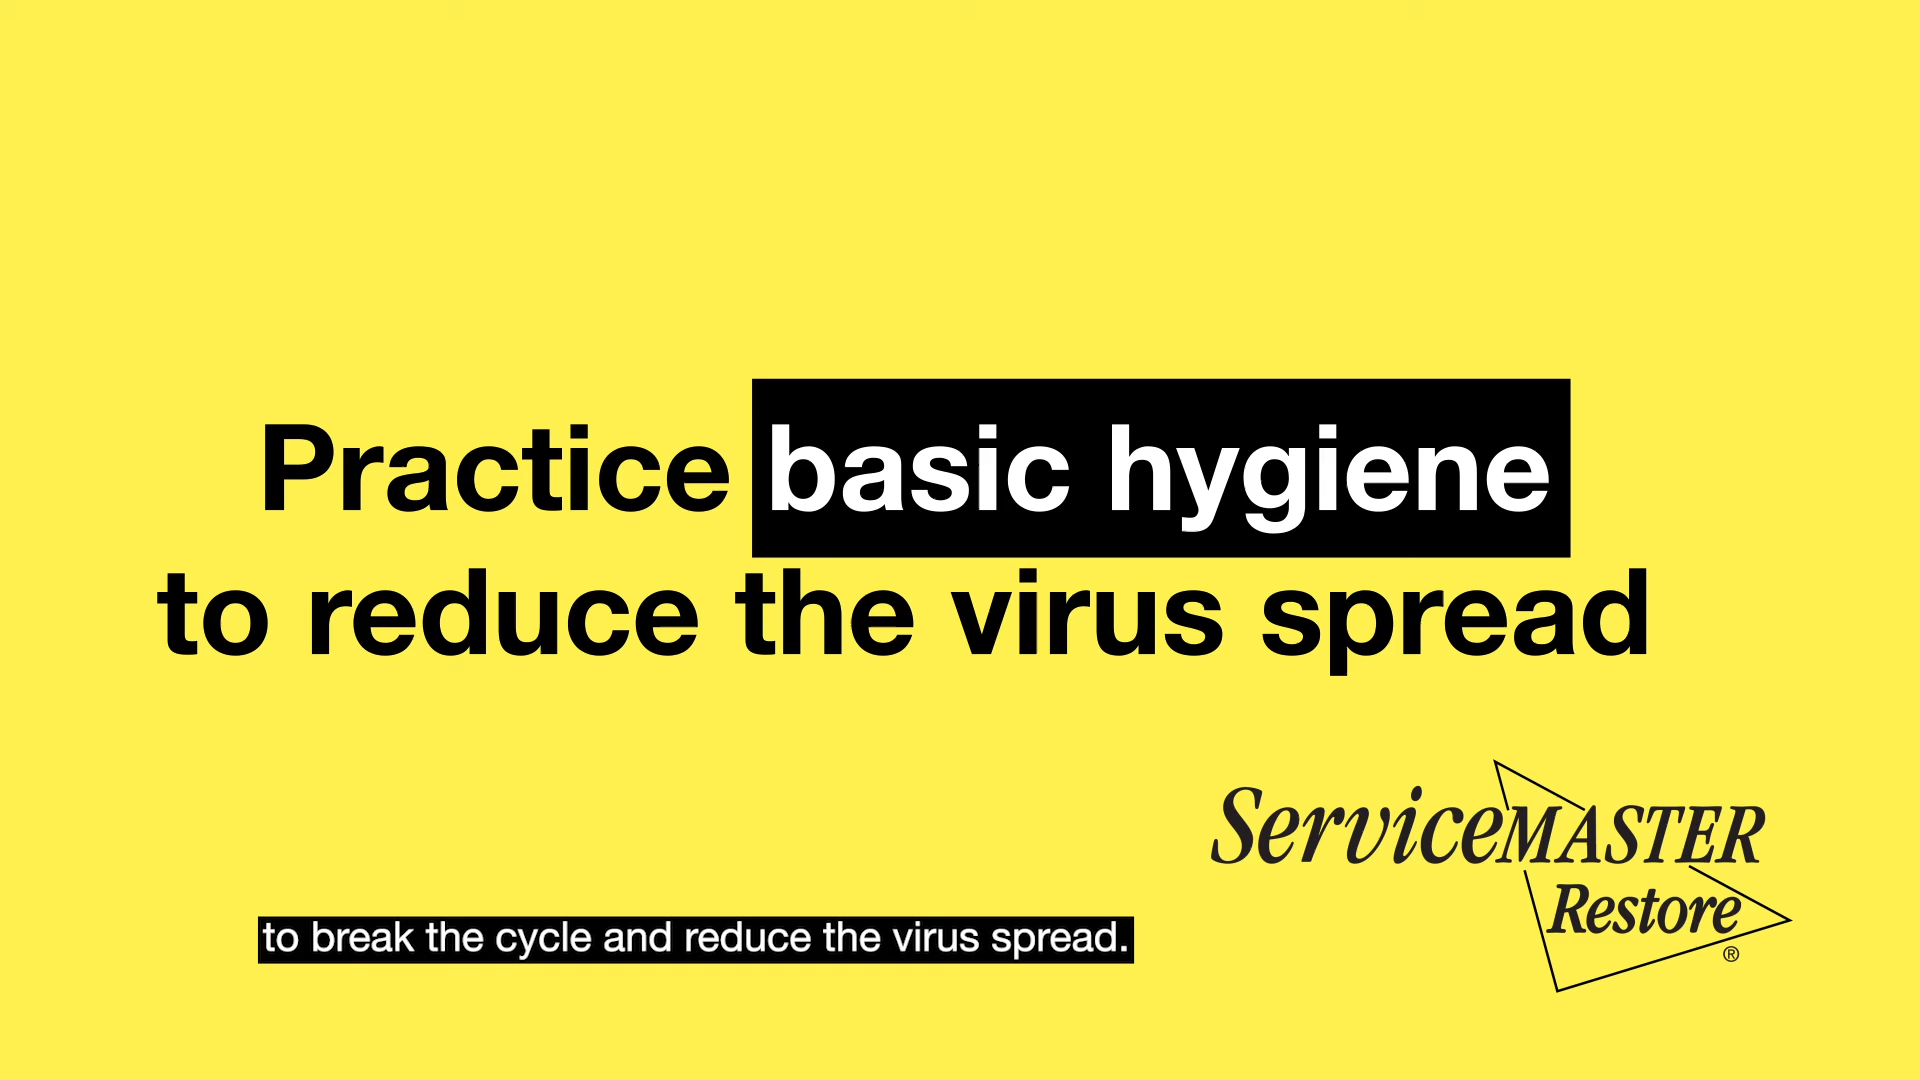 Practice basic hygiene
to reduce the virus spread
ServiceMASTER
Restore
®
to break the cycle and reduce the virus spread.